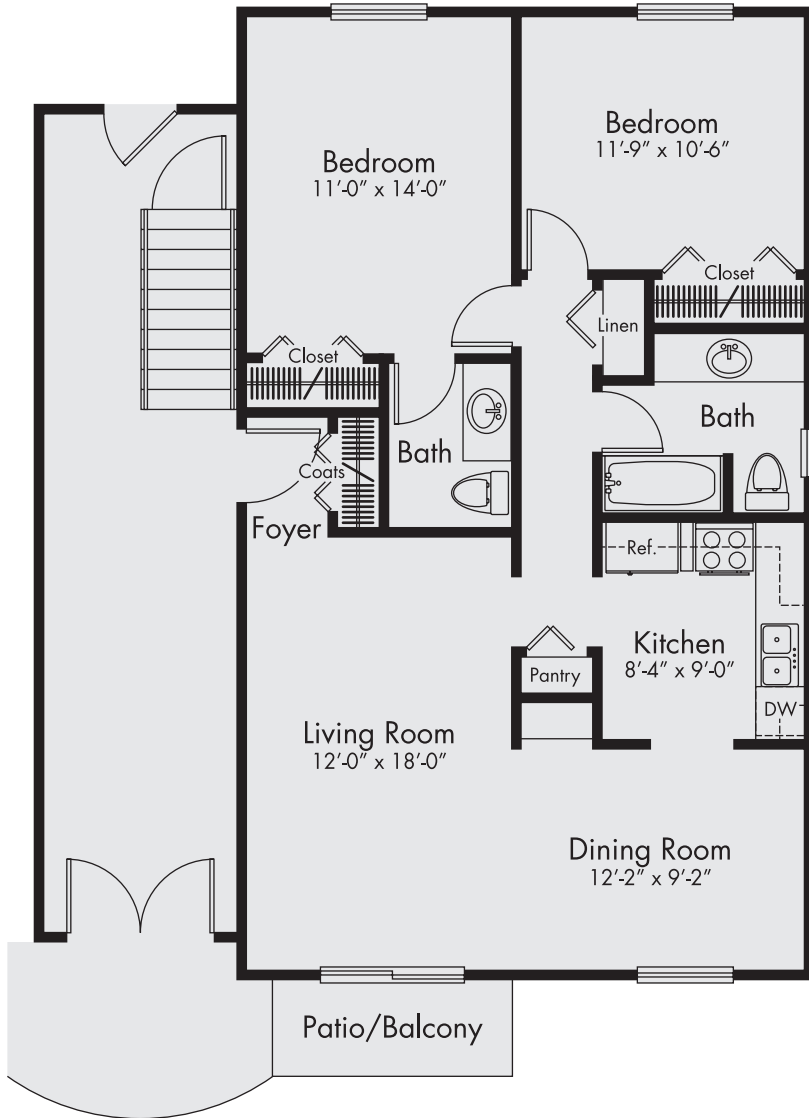 Bedroom
11’-9” x 10’-6”
Bedroom
11’-0” x 14’-0”
Closet
Linen
Closet
Bath
Bath
Coats
Foyer
Ref.
Kitchen
8’-4” x 9’-0”
Pantry
DW
Living Room
12’-0” x 18’-0”
Dining Room
12’-2” x 9’-2”
Patio/Balcony